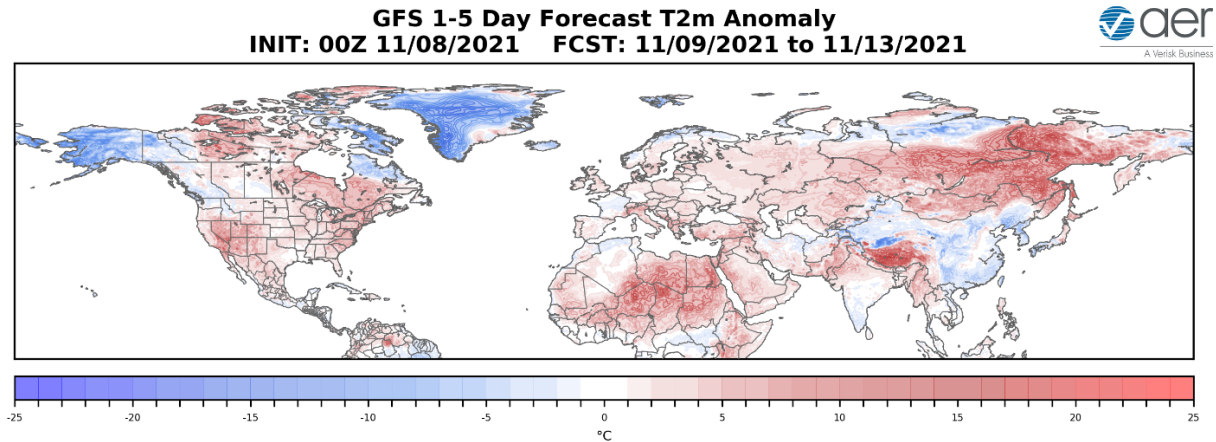 GFS 1-5 Day Forecast T2m Anomaly
INIT: 00Z 11/08/2021 FCST: 11/09/2021 to 11/13/2021
aer
A Verisk Business
-25 -20 -15 -10 -5 0 5 10 15 20 25
°C